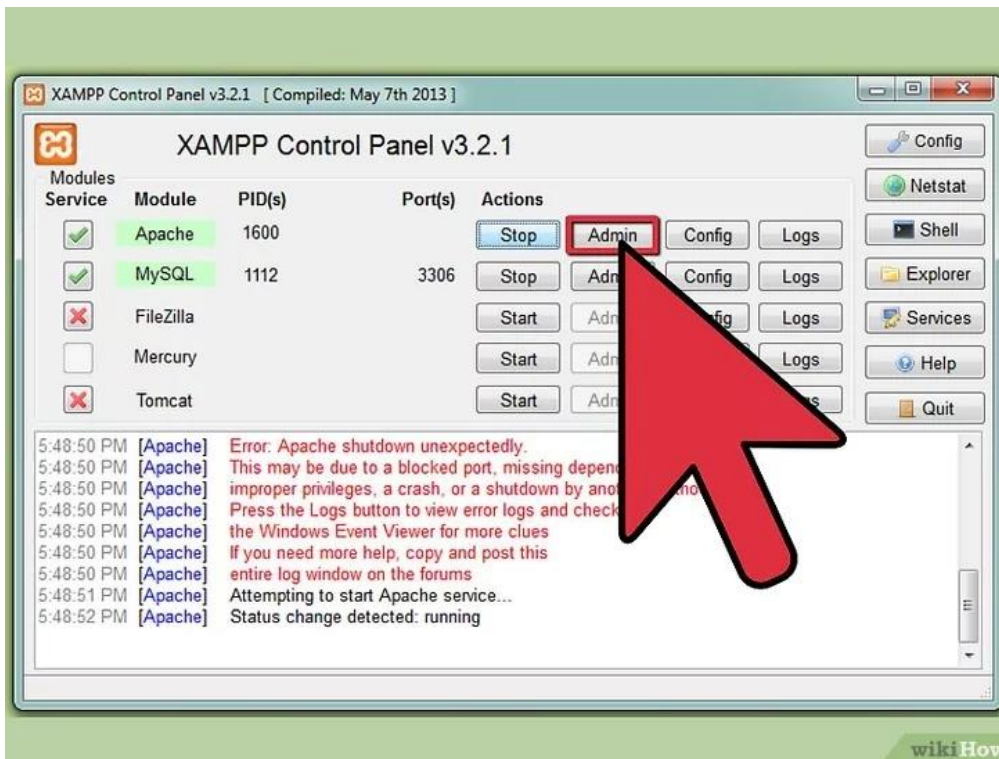 XAMPP Control Panel v3.2.1 [ Compiled: May 7th 2013 ]
XAMPP Control Panel v3.2.1
Config
Modules
Service Module PID(s) Port(s) Actions
Netstat
Apache 1600 Stop Admin Config Logs
Shell
MySQL 1112 3306 Stop Config Logs
Explorer
FileZilla Start Logs
Services
Mercury Start Logs
Help
Tomcat Start
Quit
5:48:50 PM [Apache] Error: Apache shutdown unexpectedly.
5:48:50 PM [Apache] This may be due to a blocked port, missing
5:48:50 PM [Apache] improper privileges, a crash, or a shutdown by
5:48:50 PM [Apache] Press the Logs button to view error logs and check
5:48:50 PM [Apache] the Windows Event Viewer for more clues
5:48:50 PM [Apache] If you need more help, copy and post this
5:48:50 PM [Apache] entire log window on the forums
5:48:51 PM [Apache] Attempting to start Apache service...
5:48:52 PM [Apache] Status change detected: running